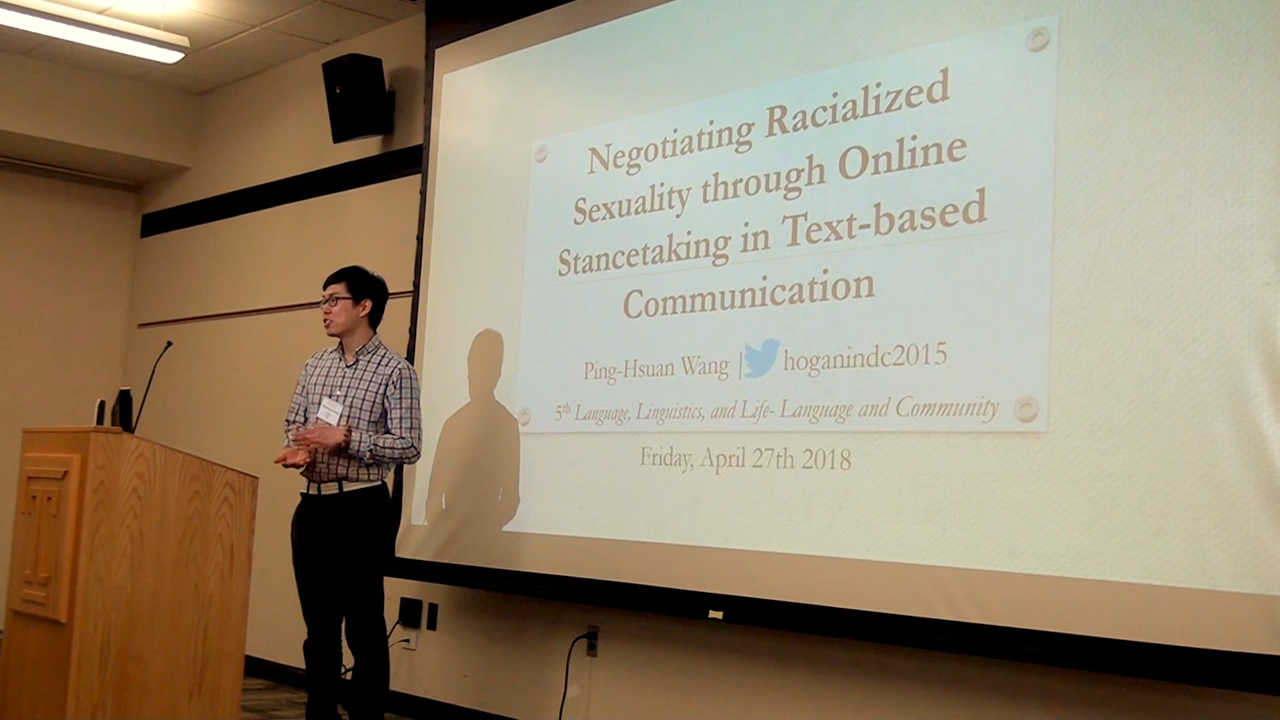 Negotiating Racialized
Sexuality through Online
Stancetaking in Text-based
Communication
Ping-Hsuan Wang | hoganindc2015
5th Language, Linguistics, and Life- Language and Community
Friday, April 27th 2018